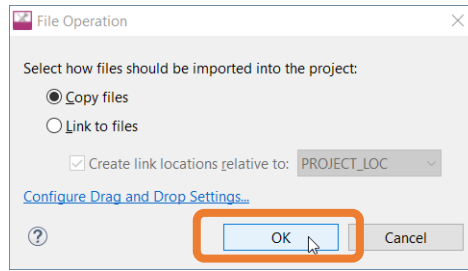 File Operation
Select how files should be imported into the project:
Copy files
Link to files
Create link locations relative to: PROJECT_LOC
Configure Drag and Drop Settings...
? OK Cancel